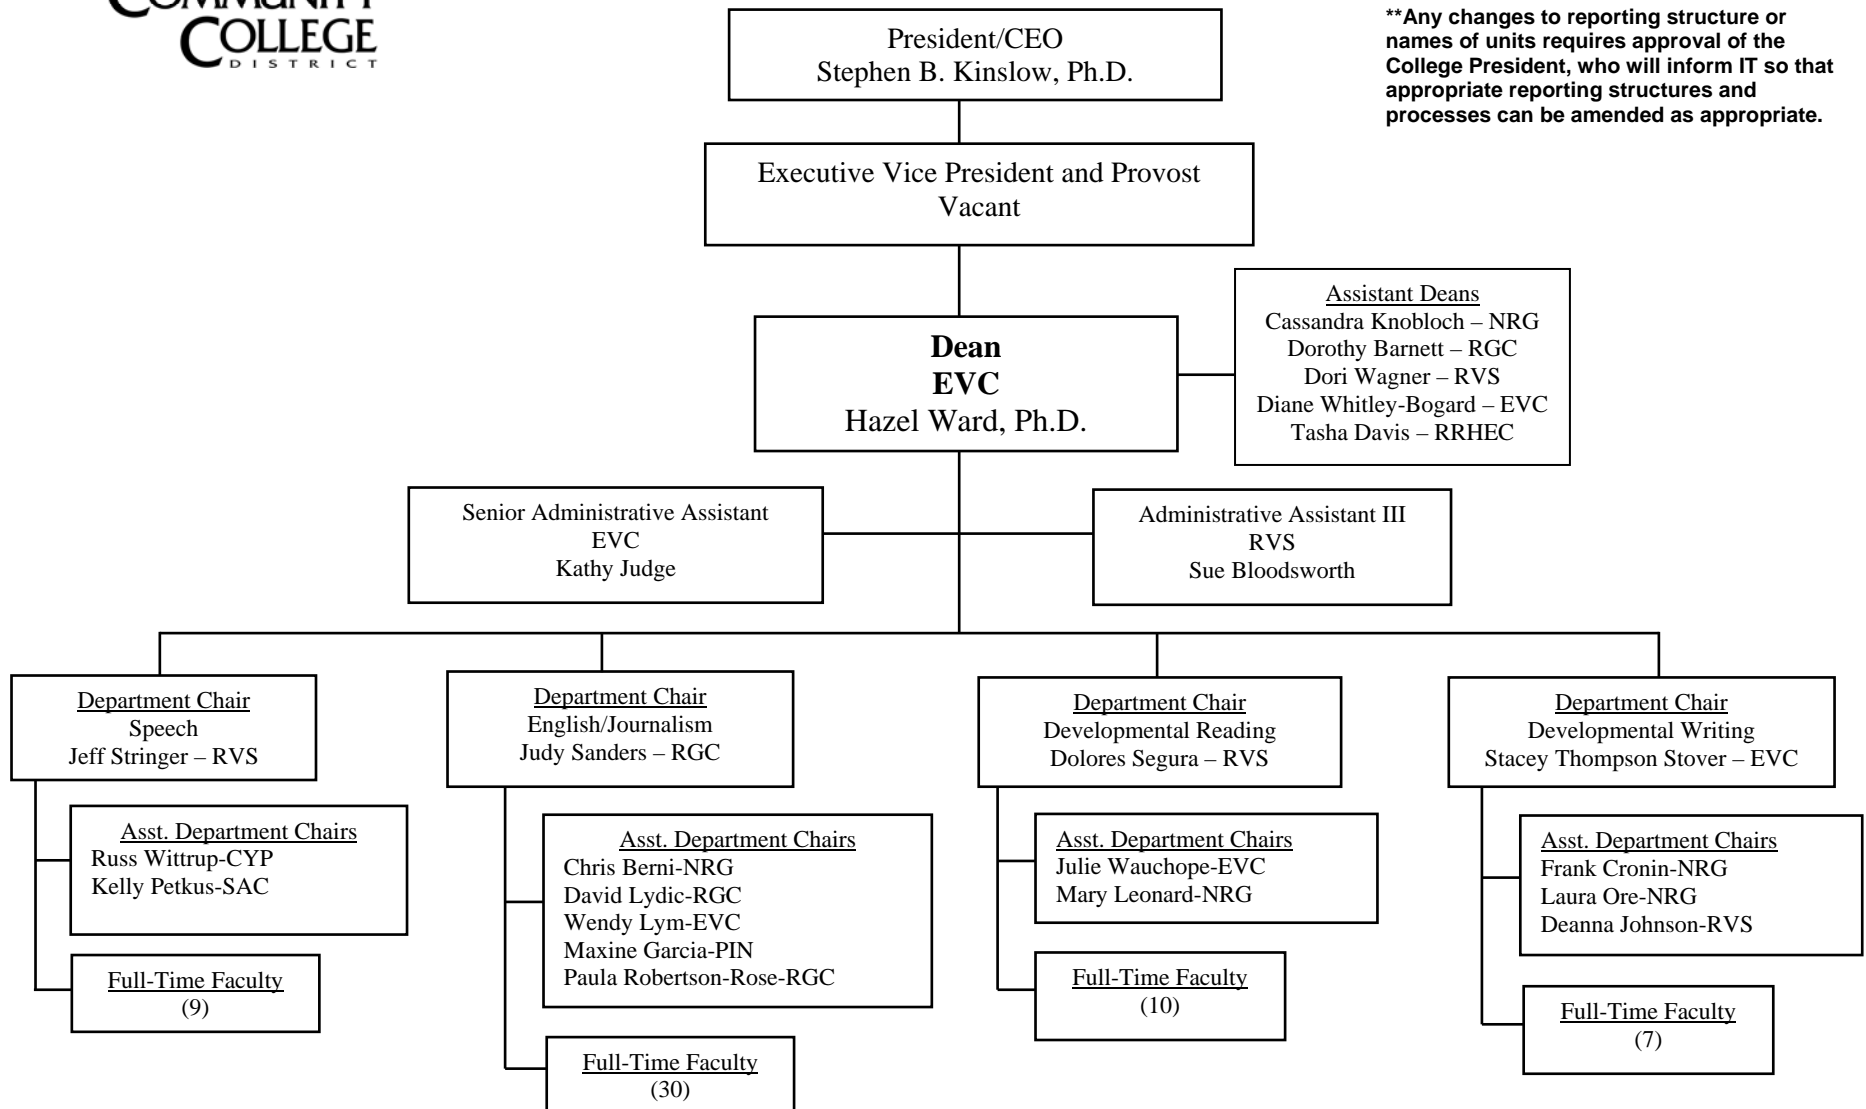 COMMUNITY
COLLEGE
DISTRICT
President/CEO
Stephen B. Kinslow, Ph.D.
**Any changes to reporting structure or
names of units requires approval of the
College President, who will inform IT so that
appropriate reporting structures and
processes can be amended as appropriate.
Executive Vice President and Provost
Vacant
Dean
EVC
Hazel Ward, Ph.D.
Assistant Deans
Cassandra Knobloch – NRG
Dorothy Barnett – RGC
Dori Wagner – RVS
Diane Whitley-Bogard – EVC
Tasha Davis – RRHEC
Senior Administrative Assistant
EVC
Kathy Judge
Administrative Assistant III
RVS
Sue Bloodsworth
Department Chair
Speech
Jeff Stringer – RVS
Asst. Department Chairs
Russ Wittrup-CYP
Kelly Petkus-SAC
Full-Time Faculty
(9)
Department Chair
English/Journalism
Judy Sanders – RGC
Asst. Department Chairs
Chris Berni-NRG
David Lydic-RGC
Wendy Lym-EVC
Maxine Garcia-PIN
Paula Robertson-Rose-RGC
Full-Time Faculty
(30)
Department Chair
Developmental Reading
Dolores Segura – RVS
Asst. Department Chairs
Julie Wauchope-EVC
Mary Leonard-NRG
Full-Time Faculty
(10)
Department Chair
Developmental Writing
Stacey Thompson Stover – EVC
Asst. Department Chairs
Frank Cronin-NRG
Laura Ore-NRG
Deanna Johnson-RVS
Full-Time Faculty
(7)